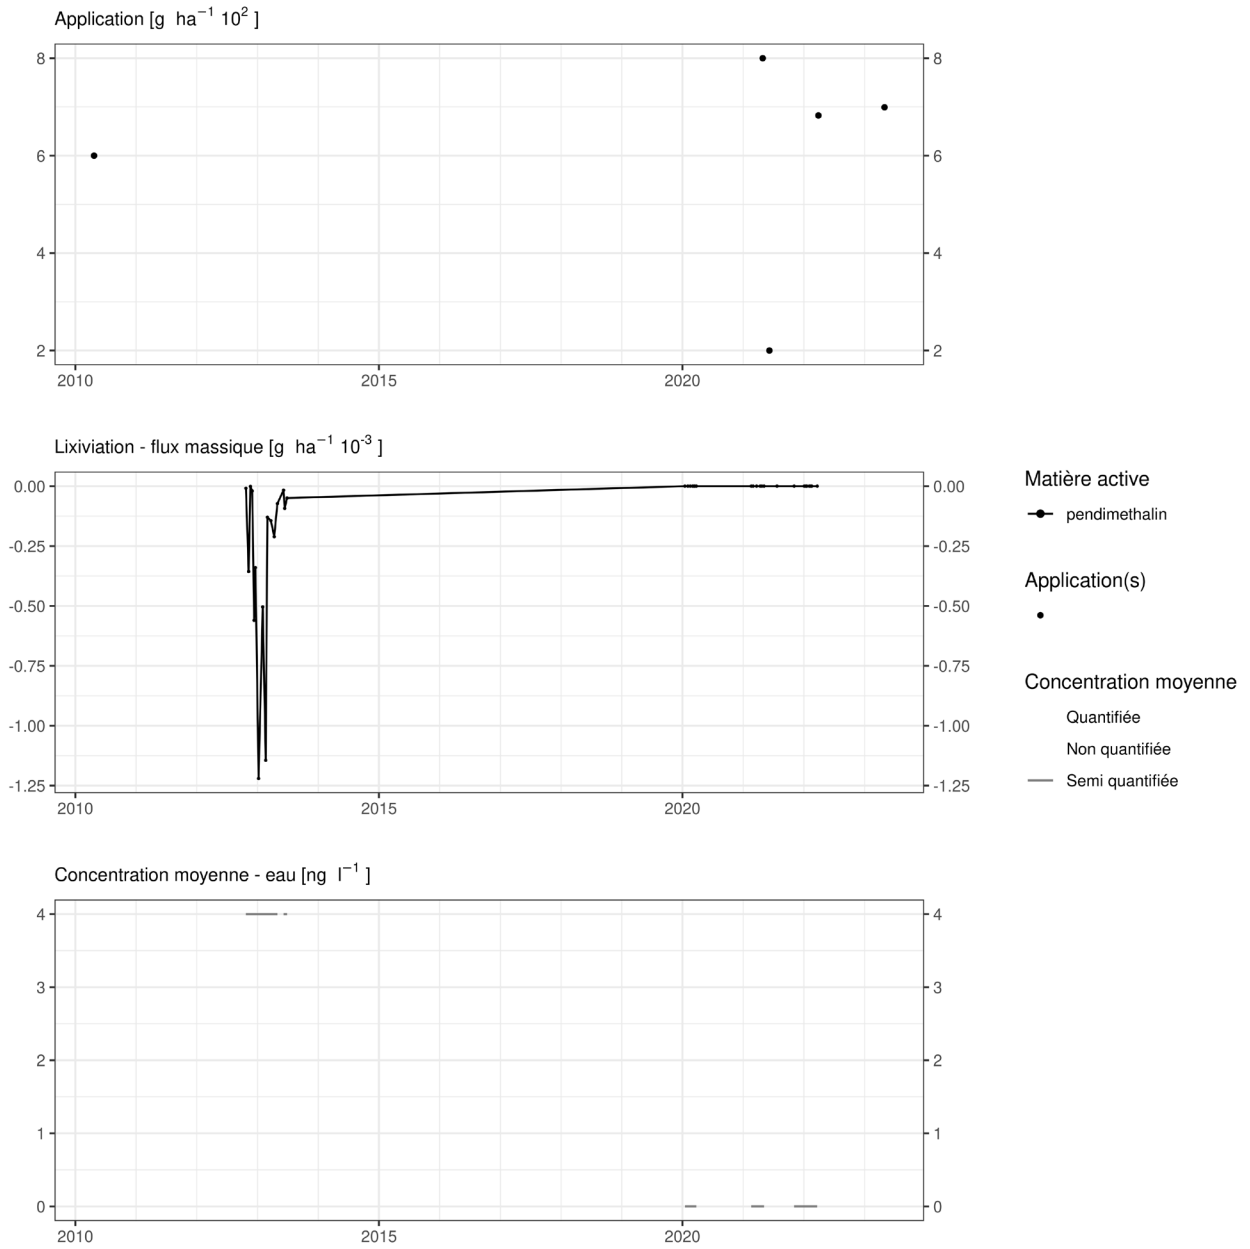 Application [g ha⁻¹ 10² ]
8 8
6 6
4 4
2 2
2010 2015 2020
Lixiviation - flux massique [g ha⁻¹ 10⁻³ ]
0.00 0.00
-0.25 -0.25
-0.50 -0.50
-0.75 -0.75
-1.00 -1.00
-1.25 -1.25
2010 2015 2020
Matière active
pendimethalin
Application(s)
Concentration moyenne
Quantifiée
Non quantifiée
Semi quantifiée
Concentration moyenne - eau [ng l⁻¹ ]
4 4
3 3
2 2
1 1
0 0
2010 2015 2020